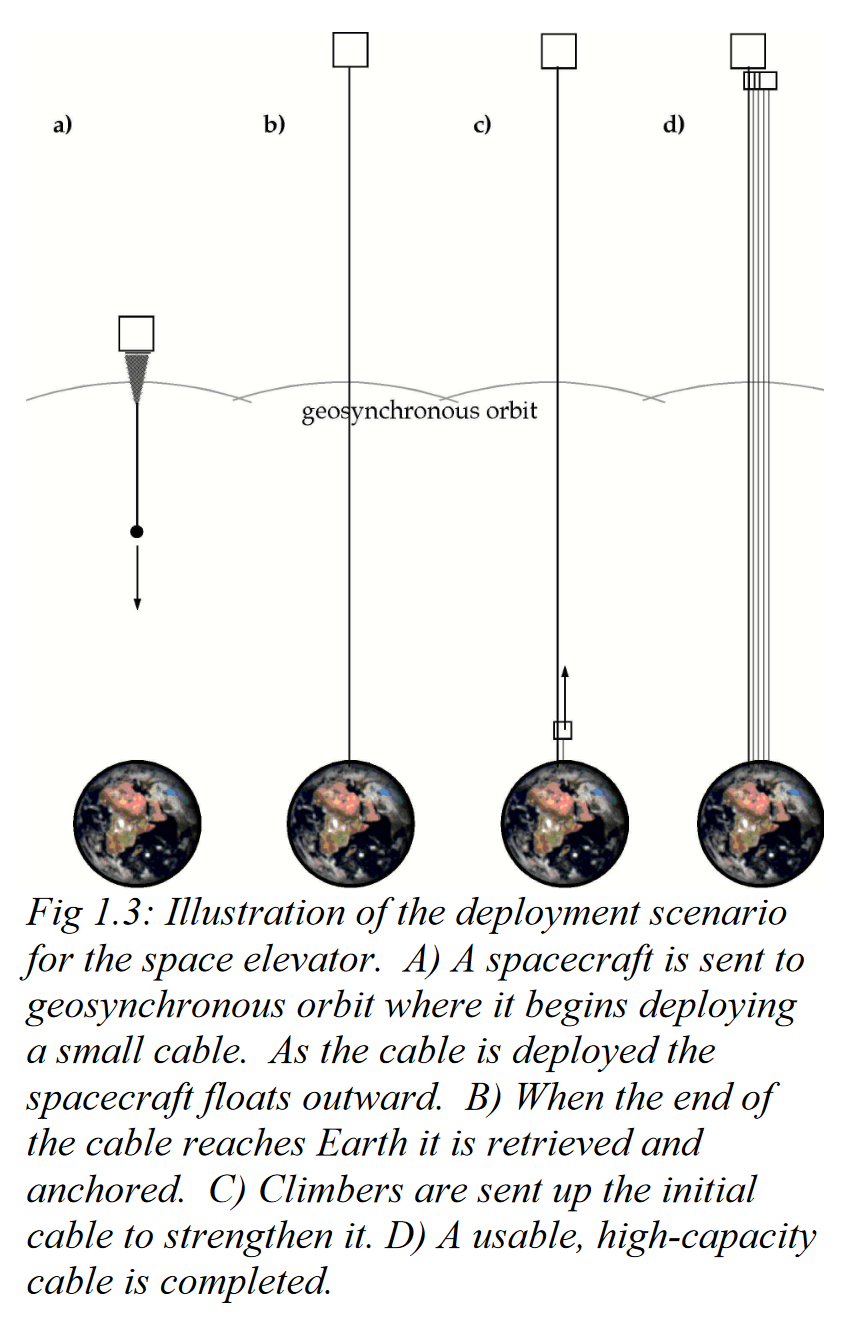 a)
b)
c)
d)
geosynchronous orbit
Fig 1.3: Illustration of the deployment scenario
for the space elevator.  A) A spacecraft is sent to
geosynchronous orbit where it begins deploying
a small cable.  As the cable is deployed the
spacecraft floats outward.  B) When the end of
the cable reaches Earth it is retrieved and
anchored.  C) Climbers are sent up the initial
cable to strengthen it. D) A usable, high-capacity
cable is completed.